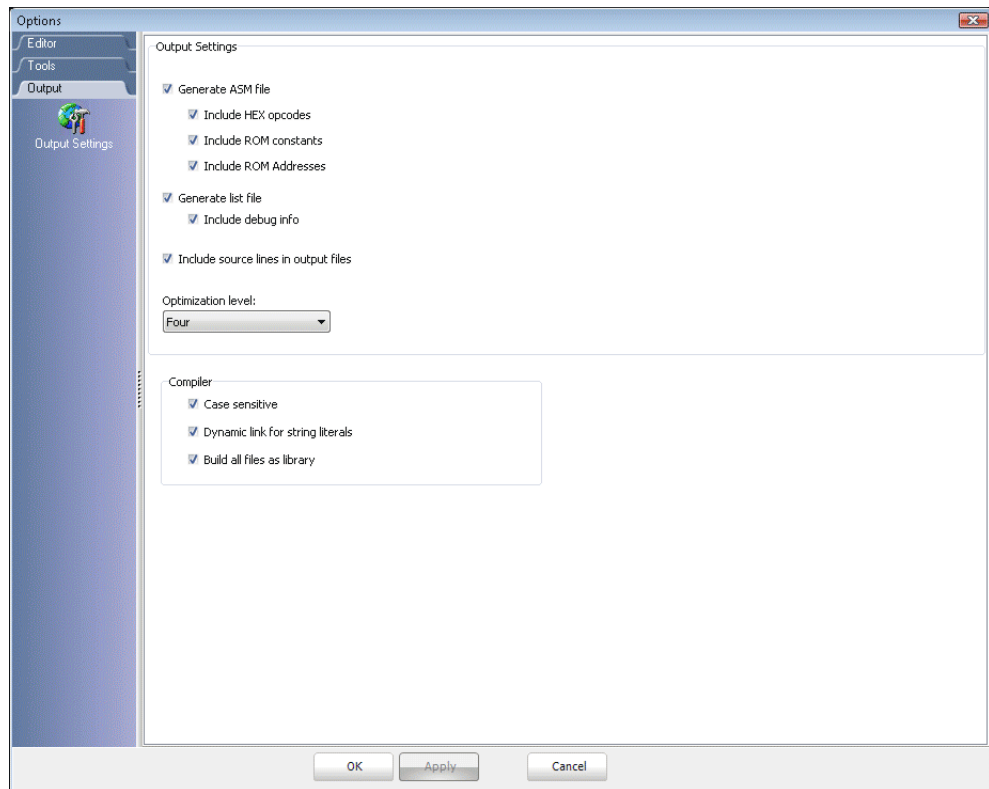 Options
Editor
Tools
Output
Output Settings
Output Settings
Generate ASM file
Include HEX opcodes
Include ROM constants
Include ROM Addresses
Generate list file
Include debug info
Include source lines in output files
Optimization level:
Four
Compiler
Case sensitive
Dynamic link for string literals
Build all files as library
OK
Apply
Cancel